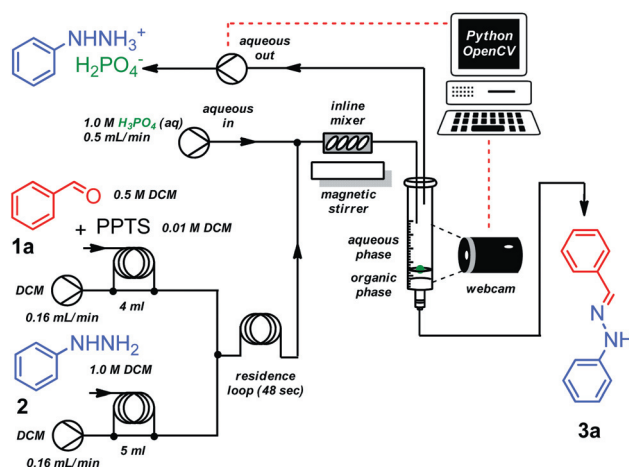 NHNH3+
H2PO4-
aqueous
out
Python
OpenCV
1.0 M H3PO4 (aq)
0.5 mL/min
aqueous
in
inline
mixer
magnetic
stirrer
O
0.5 M DCM
1a
+ PPTS 0.01 M DCM
DCM
0.16 mL/min
4 ml
aqueous
phase
organic
phase
webcam
NHNH2
1.0 M DCM
2
residence
loop (48 sec)
DCM
0.16 mL/min
5 ml
N
NH
3a